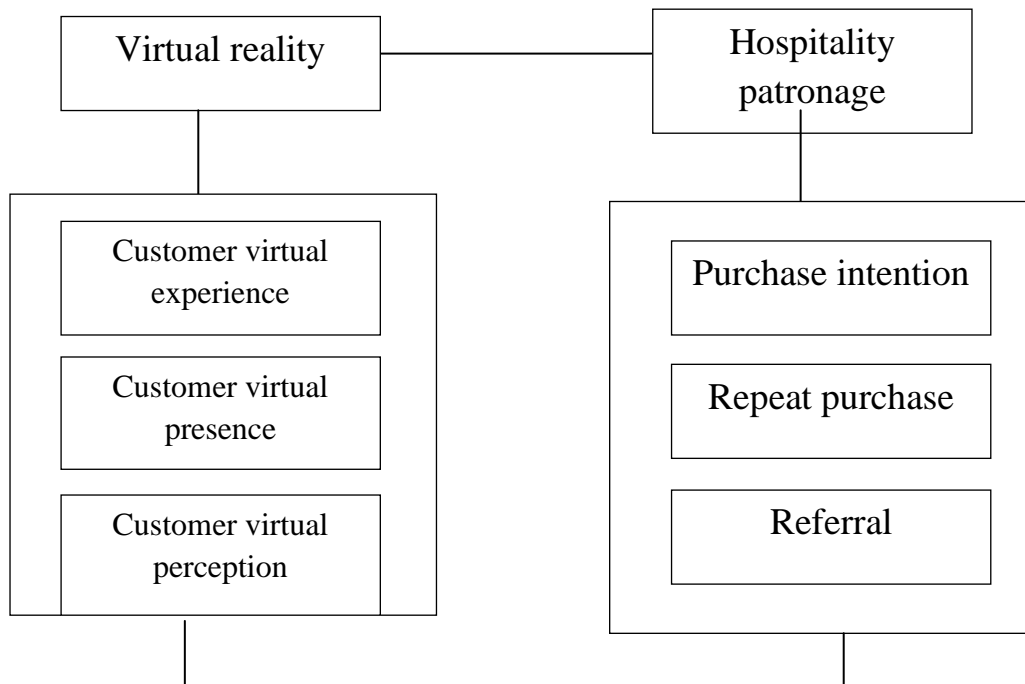 Virtual reality
Hospitality
patronage
Customer virtual
experience
Customer virtual
presence
Customer virtual
perception
Purchase intention
Repeat purchase
Referral